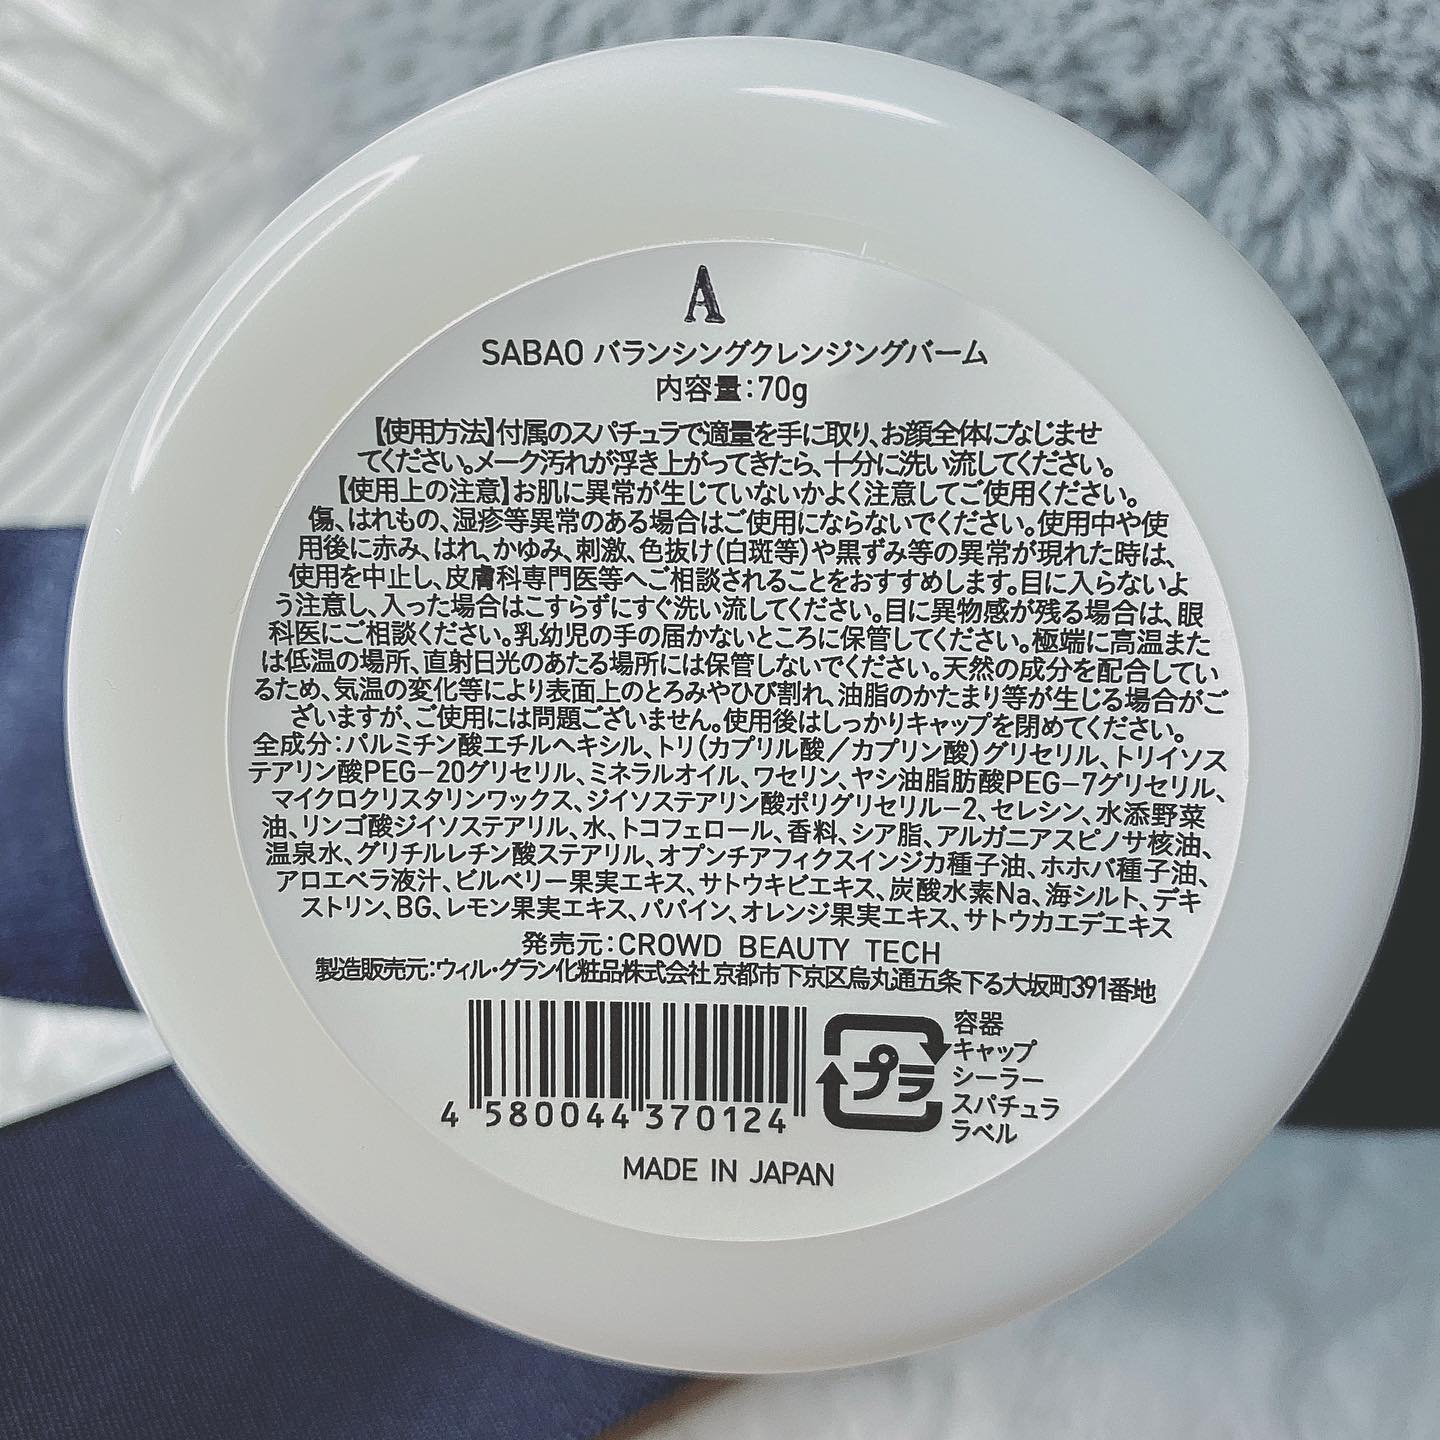 A
SABAO バランシングクレンジングバーム
内容量:70g
【使用方法】付属のスパチュラで適量を手に取り、お顔全体になじませ
てください。メーク汚れが浮き上がってきたら、十分に洗い流してください。
【使用上の注意】お肌に異常が生じていないかよく注意してご使用ください。
傷、はれもの、湿疹等異常のある場合はご使用にならないでください。使用中や使
用後に赤み、はれ、かゆみ、刺激、色抜け(白斑等)や黒ずみ等の異常が現れた時は、
使用を中止し、皮膚科専門医等へご相談されることをおすすめします。目に入らないよ
う注意し、入った場合はこすらずにすぐ洗い流してください。目に異物感が残る場合は、眼
科医にご相談ください。乳幼児の手の届かないところに保管してください。極端に高温また
は低温の場所、直射日光のあたる場所には保管しないでください。天然の成分を配合してい
るため、気温の変化等により表面上のとろみやひび割れ、油脂のかたまり等が生じる場合がご
ざいますが、ご使用には問題ございません。使用後はしっかりキャップを閉めてください。
全成分:パルミチン酸エチルヘキシル、トリ(カプリル酸/カプリン酸)グリセリル、トリイソス
テアリン酸PEG-20グリセリル、ミネラルオイル、ワセリン、ヤシ油脂肪酸PEG-7グリセリル、
マイクロクリスタリンワックス、ジイソステアリン酸ポリグリセリル-2、セレシン、水添野菜
油、リンゴ酸ジイソステアリル、水、トコフェロール、香料、シア脂、アルガニアスピノサ核油、
温泉水、グリチルレチン酸ステアリル、オプンチアフィクスインジカ種子油、ホホバ種子油、
アロエベラ液汁、ビルベリー果実エキス、サトウキビエキス、炭酸水素Na、海シルト、デキ
ストリン、BG、レモン果実エキス、パパイン、オレンジ果実エキス、サトウカエデエキス
発売元:CROWD BEAUTY TECH
製造販売元:ウィル・グラン化粧品株式会社 京都市下京区烏丸通五条下る大坂町391番地
4 580044 370124
プラ
容器
キャップ
シーラー
スパチュラ
ラベル
MADE IN JAPAN